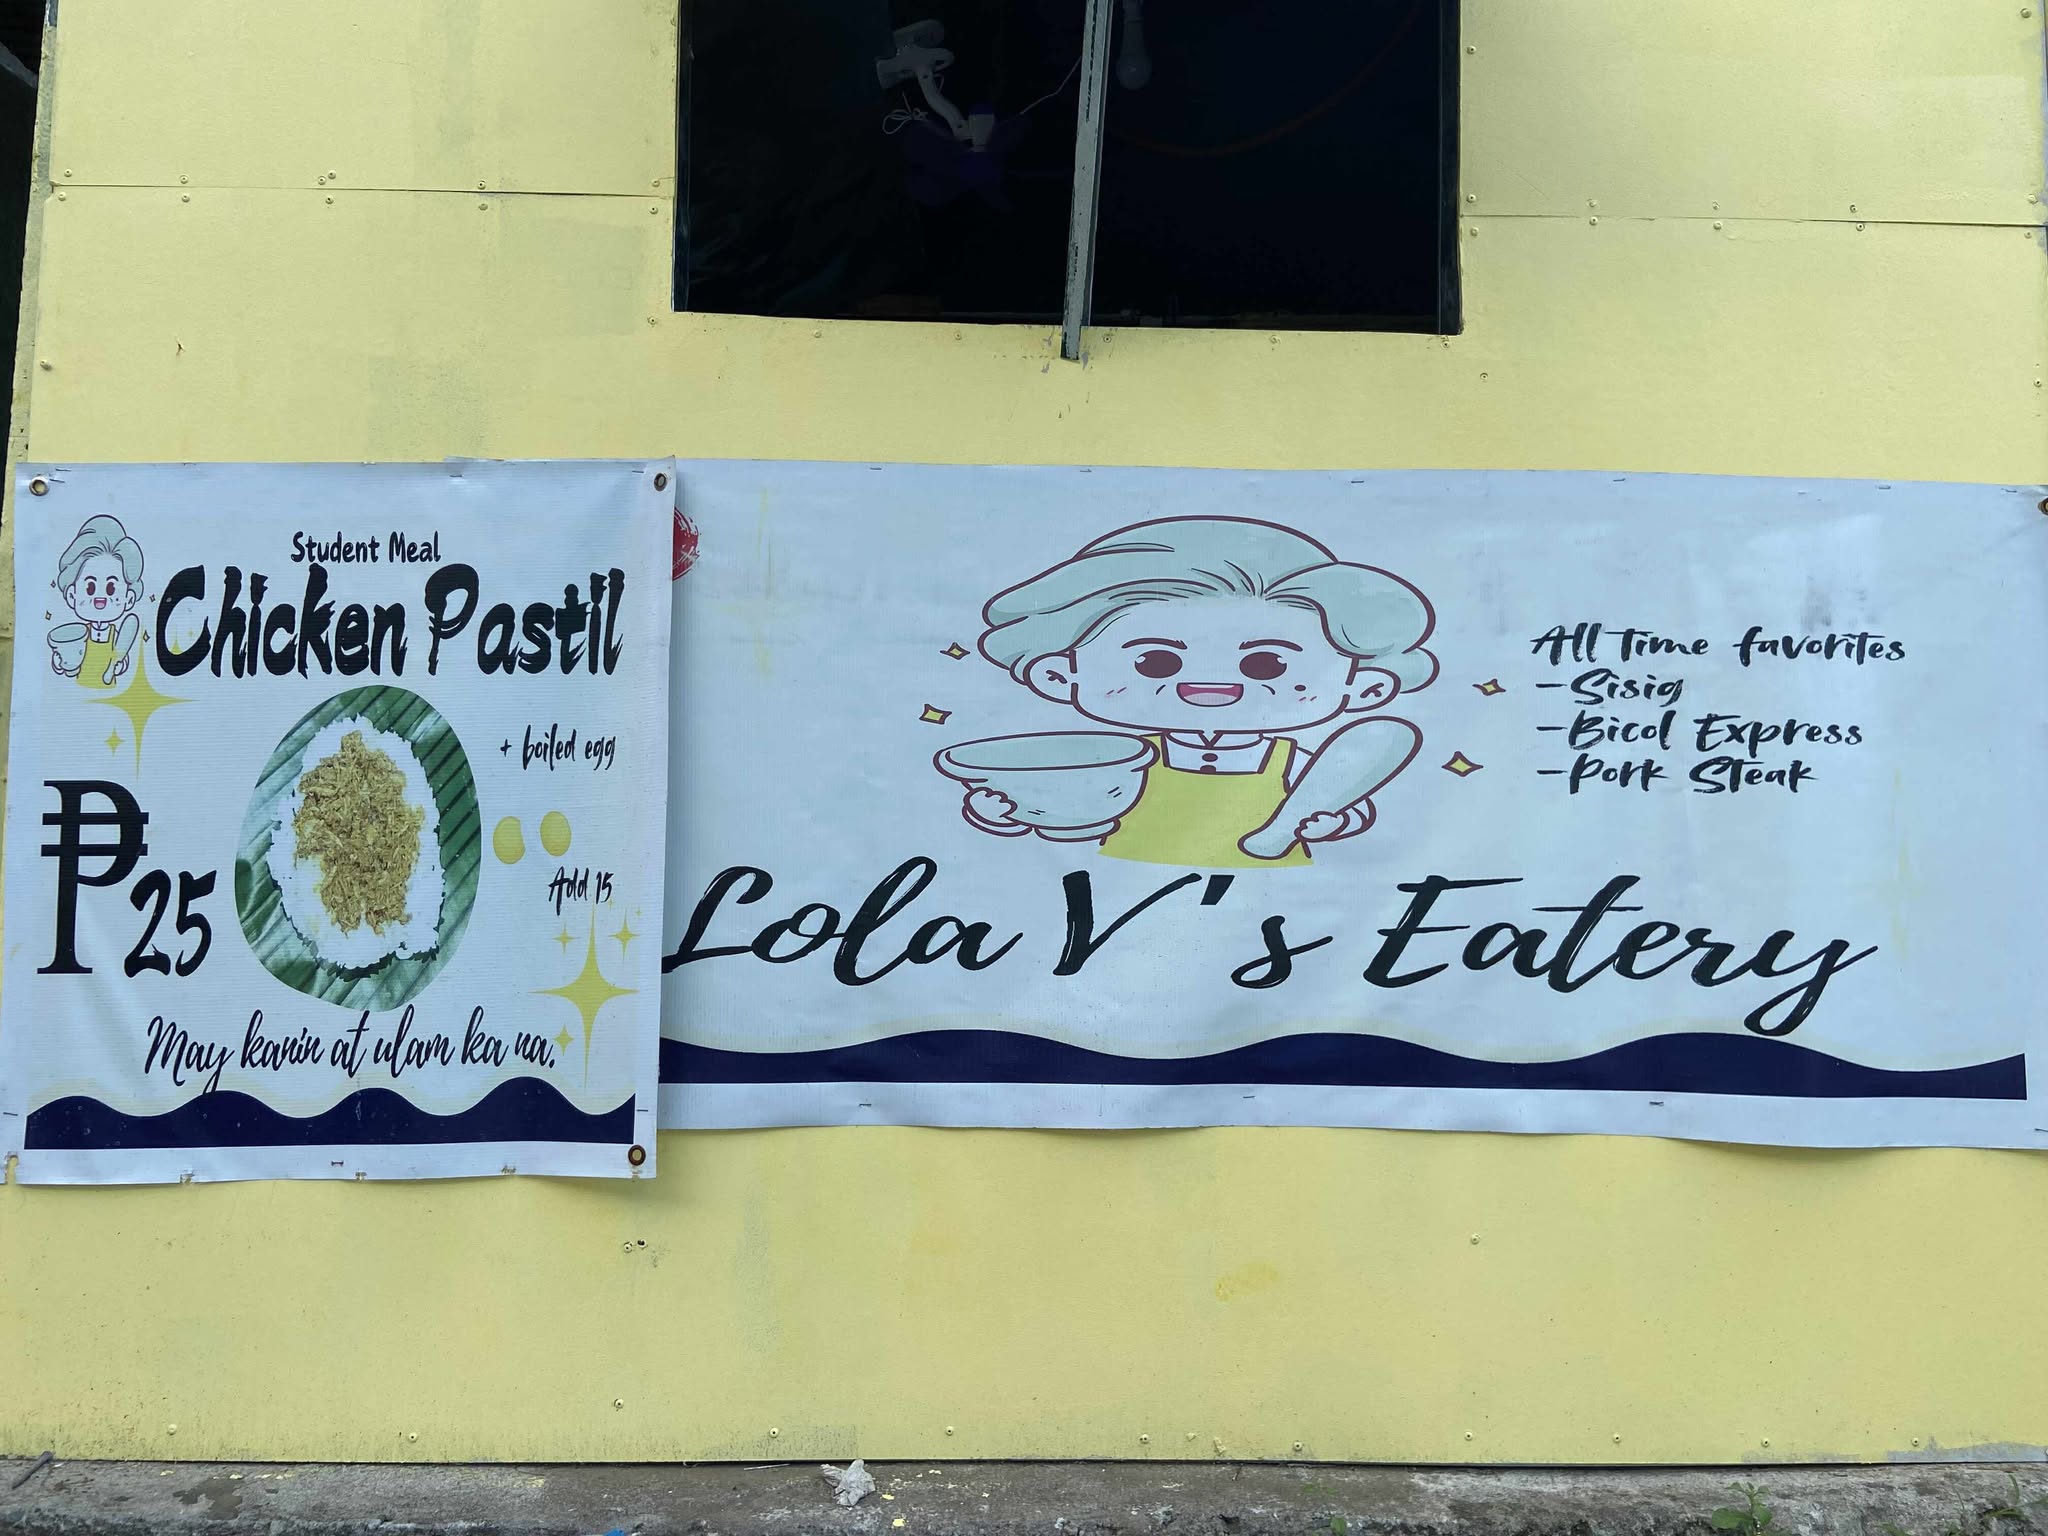 Student Meal
Chicken Pastil
+ boiled egg
₱25
Add 15
May kanin at ulam ka na.
All Time favorites
-Sisig
-Bicol Express
-Pork Steak
Lola V's Eatery